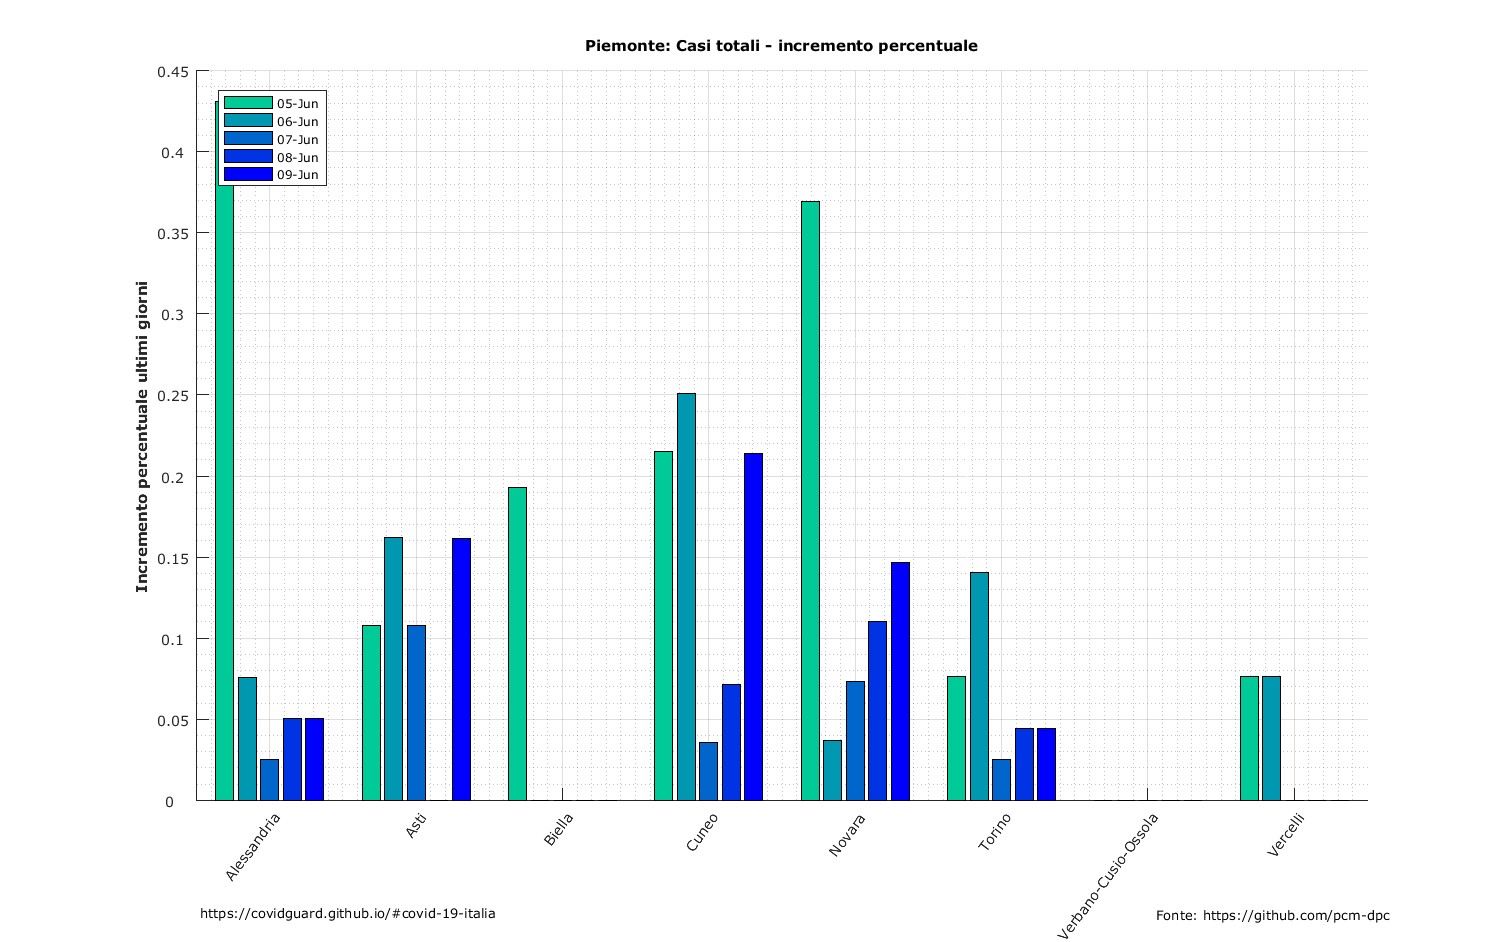 Piemonte: Casi totali - incremento percentuale
Incremento percentuale ultimi giorni
0.45
0.4
0.35
0.3
0.25
0.2
0.15
0.1
0.05
0
05-Jun
06-Jun
07-Jun
08-Jun
09-Jun
Alessandria
Asti
Biella
Cuneo
Novara
Torino
Verbano-Cusio-Ossola
Vercelli
https://covidguard.github.io/#covid-19-italia
Fonte: https://github.com/pcm-dpc